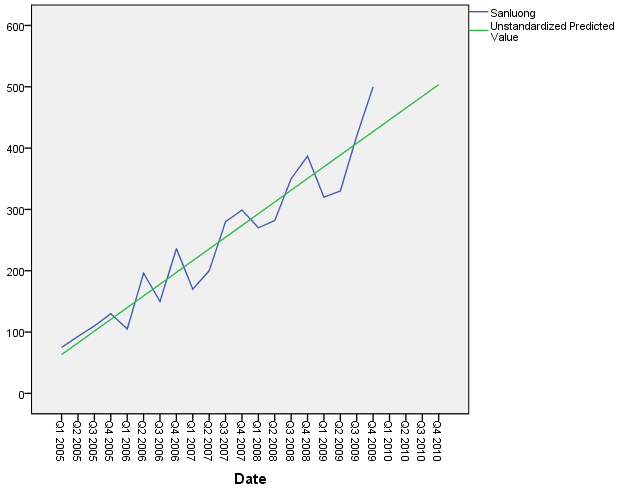 Sanluong
Unstandardized Predicted
Value
600
500
400
300
200
100
0
Q1 2005
Q2 2005
Q3 2005
Q4 2005
Q1 2006
Q2 2006
Q3 2006
Q4 2006
Q1 2007
Q2 2007
Q3 2007
Q4 2007
Q1 2008
Q2 2008
Q3 2008
Q4 2008
Q1 2009
Q2 2009
Q3 2009
Q4 2009
Q1 2010
Q2 2010
Q3 2010
Q4 2010
Date